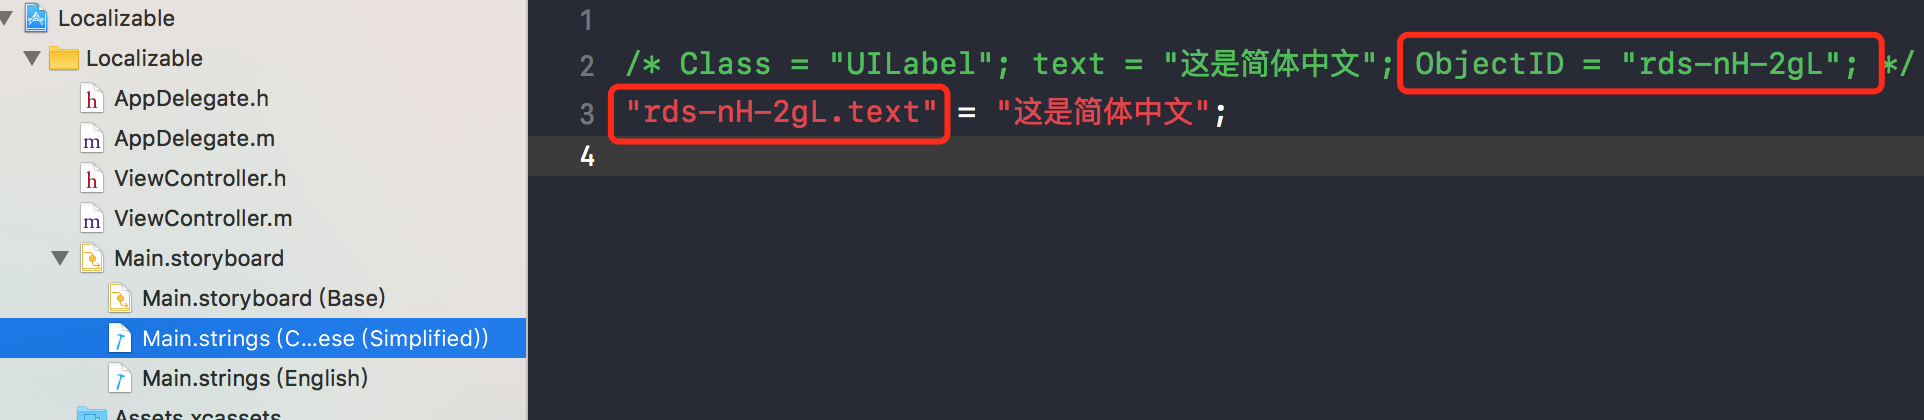 Localizable
Localizable
AppDelegate.h
AppDelegate.m
ViewController.h
ViewController.m
Main.storyboard
Main.storyboard (Base)
Main.strings (C...ese (Simplified))
Main.strings (English)
Assets.xcassets
1
2 /* Class = "UILabel"; text = "这是简体中文"; ObjectID = "rds-nH-2gL"; */
3 "rds-nH-2gL.text" = "这是简体中文";
4